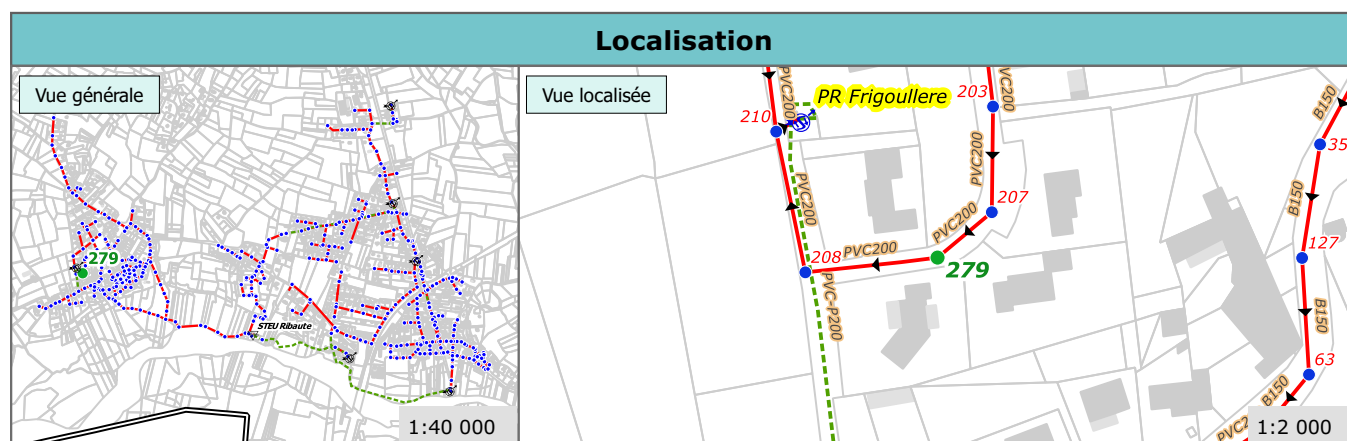 Localisation
Vue générale
279
STEU Ribaute
1:40 000
Vue localisée
PVC200
PR Frigoullere
210
203
VC200
B150
35
PVC200
PVC200
207
B150
PVC200
PVC200
127
208
279
PVC-P200
B150
63
B150
PVC2
1:2 000